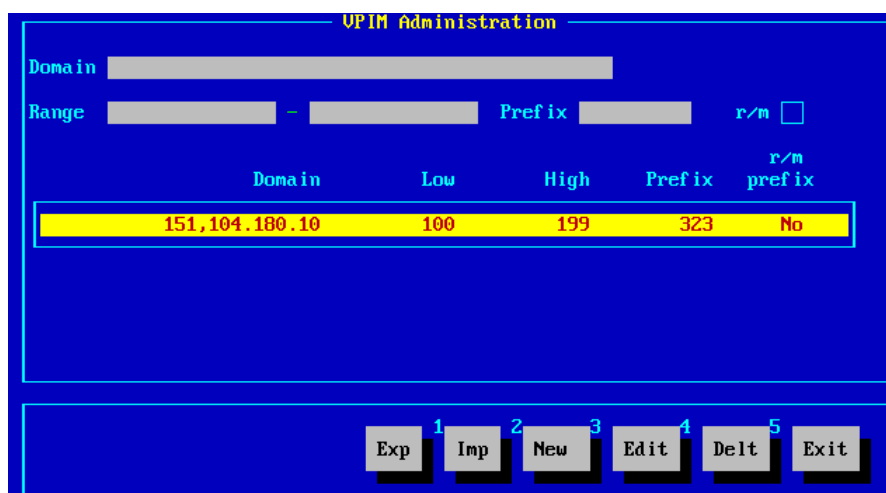 VPIM Administration
Domain
Range - Prefix r/m
r/m
Domain Low High Prefix prefix
151,104.180.10 100 199 323 No
1 2 3 4 5
Exp Imp New Edit Delt Exit